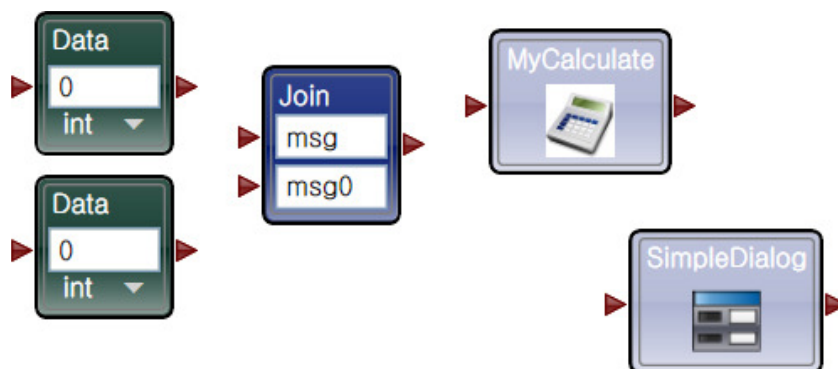 Data
0
int
Data
0
int
Join
msg
msg0
MyCalculate
SimpleDialog